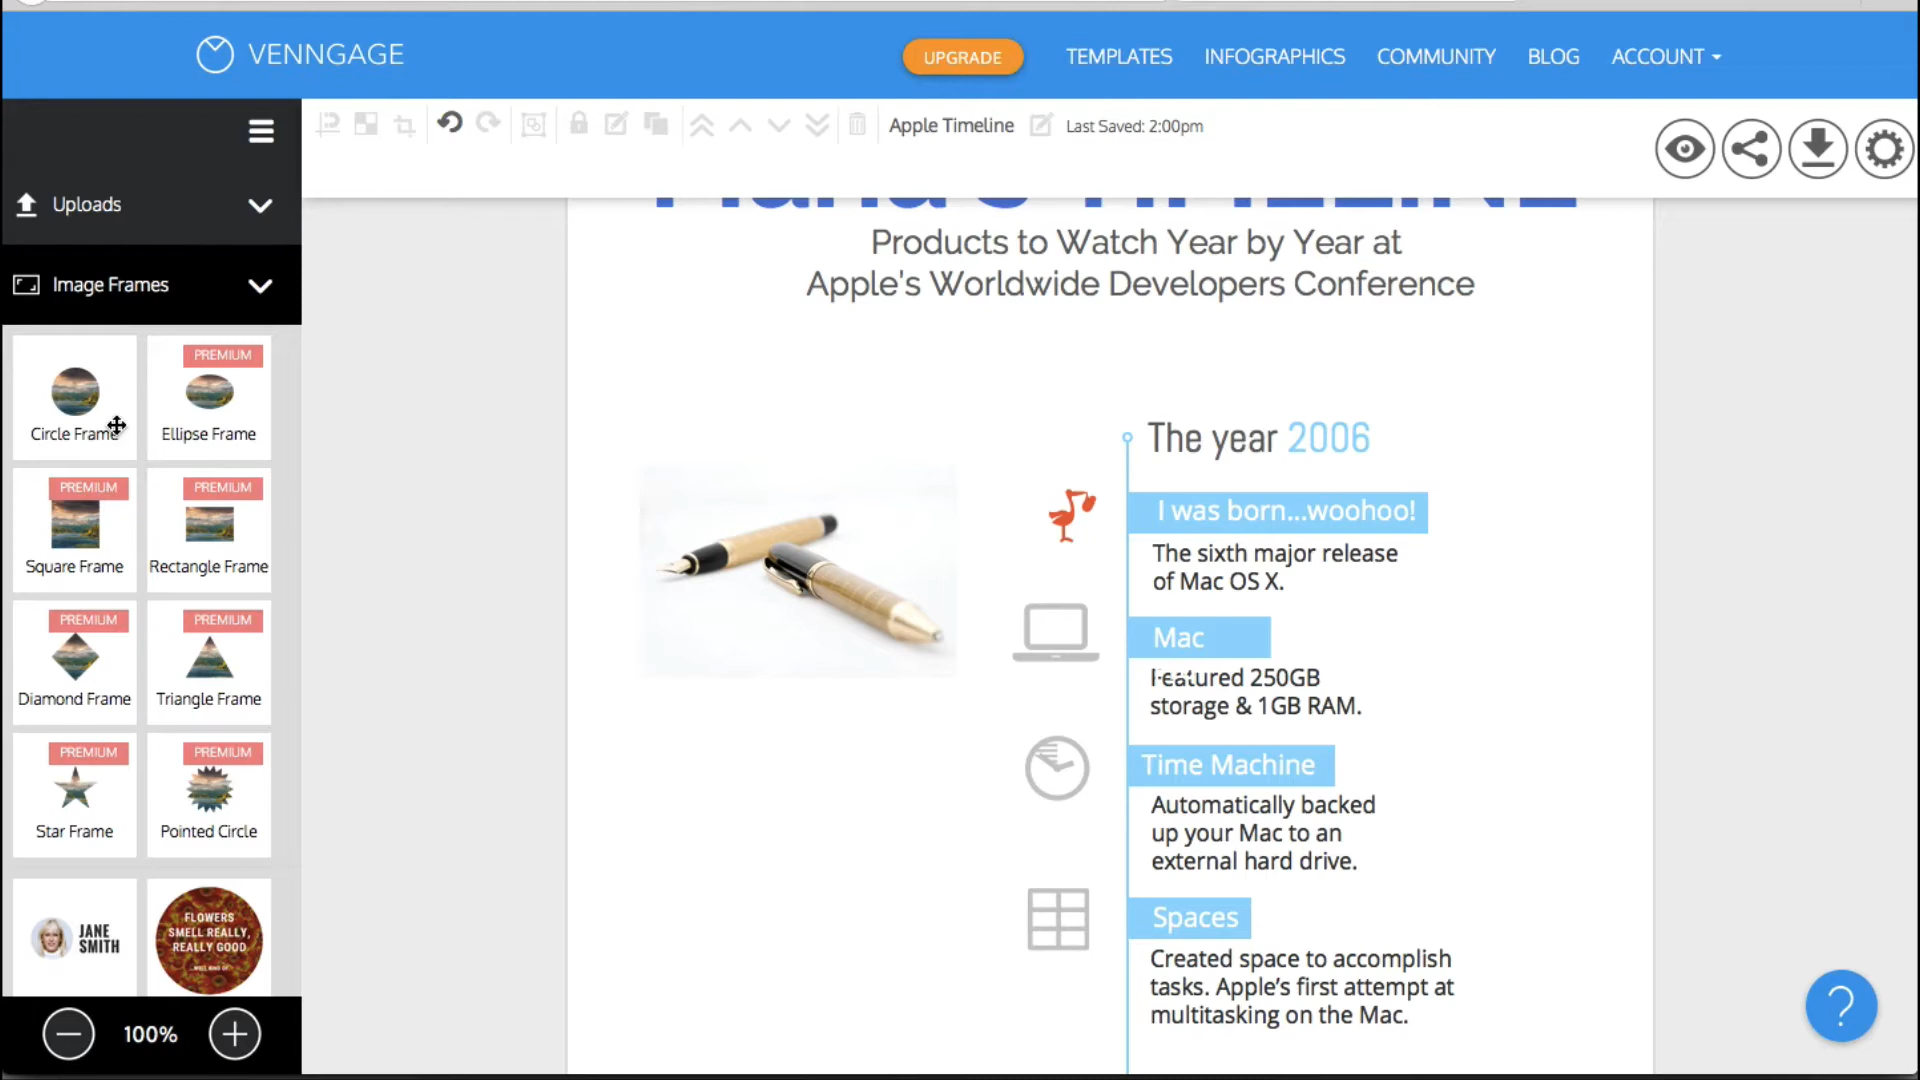 VENNGAGE
UPGRADE
TEMPLATES
INFOGRAPHICS
COMMUNITY
BLOG
ACCOUNT
Apple Timeline
Last Saved: 2:00pm
Uploads
Image Frames
Circle Frame
PREMIUM
Ellipse Frame
PREMIUM
Square Frame
PREMIUM
Rectangle Frame
PREMIUM
Diamond Frame
PREMIUM
Triangle Frame
PREMIUM
Star Frame
PREMIUM
Pointed Circle
JANE
SMITH
FLOWERS
SMELL REALLY,
REALLY GOOD
100%
TIMELINE
Products to Watch Year by Year at
Apple's Worldwide Developers Conference
The year 2006
I was born...woohoo!
The sixth major release
of Mac OS X.
Mac
Featured 250GB
storage & 1GB RAM.
Time Machine
Automatically backed
up your Mac to an
external hard drive.
Spaces
Created space to accomplish
tasks. Apple's first attempt at
multitasking on the Mac.
?